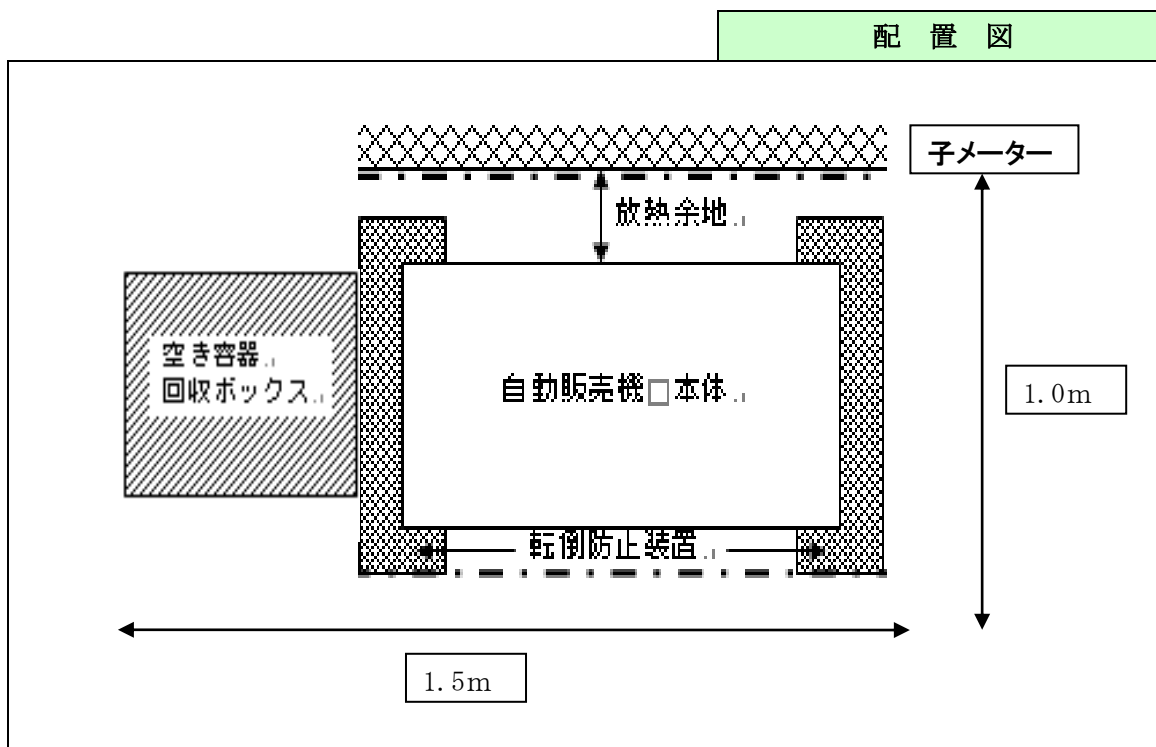 配 置 図
子メーター
放熱余地
空き容器
回収ボックス
自動販売機□本体
1.0m
転倒防止装置
1.5m